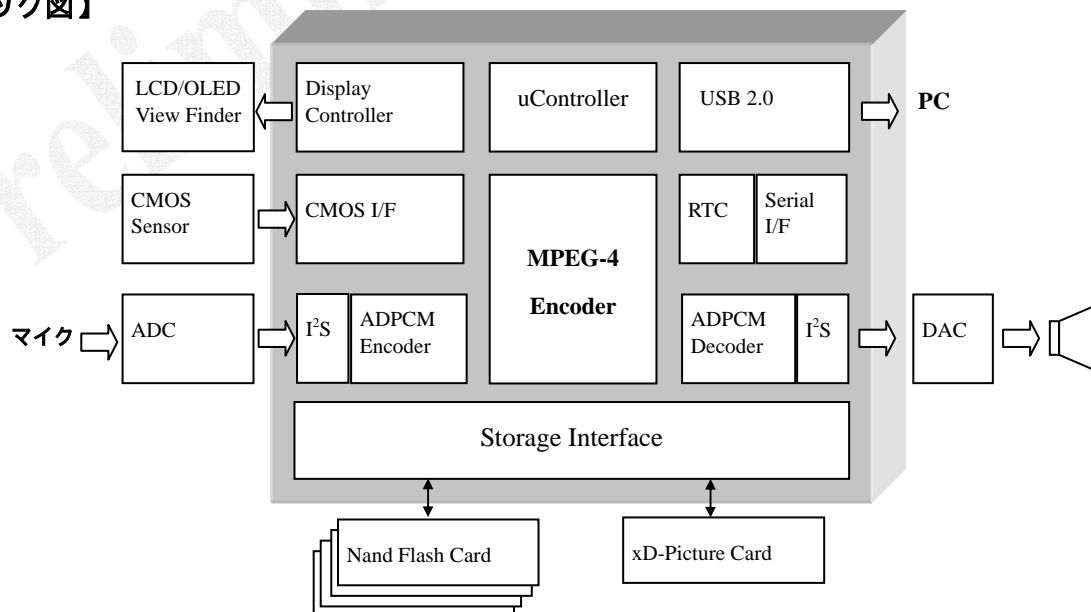 ック図】
relim
LCD/OLED
View Finder
Display
Controller
uController
USB 2.0
PC
CMOS
Sensor
CMOS I/F
MPEG-4
Encoder
RTC
Serial
I/F
マイク
ADC
I²S
ADPCM
Encoder
ADPCM
Decoder
I²S
DAC
Storage Interface
Nand Flash Card
xD-Picture Card